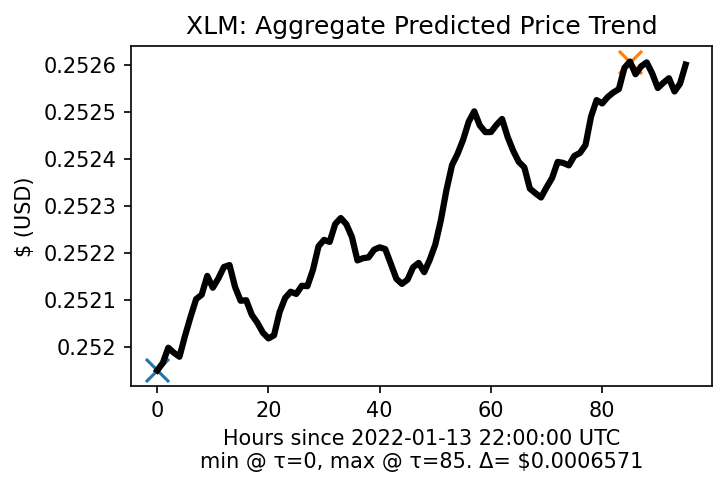 XLM: Aggregate Predicted Price Trend
$ (USD)
0.2526
0.2525
0.2524
0.2523
0.2522
0.2521
0.252
0 20 40 60 80
Hours since 2022-01-13 22:00:00 UTC
min @ τ=0, max @ τ=85. Δ= $0.0006571